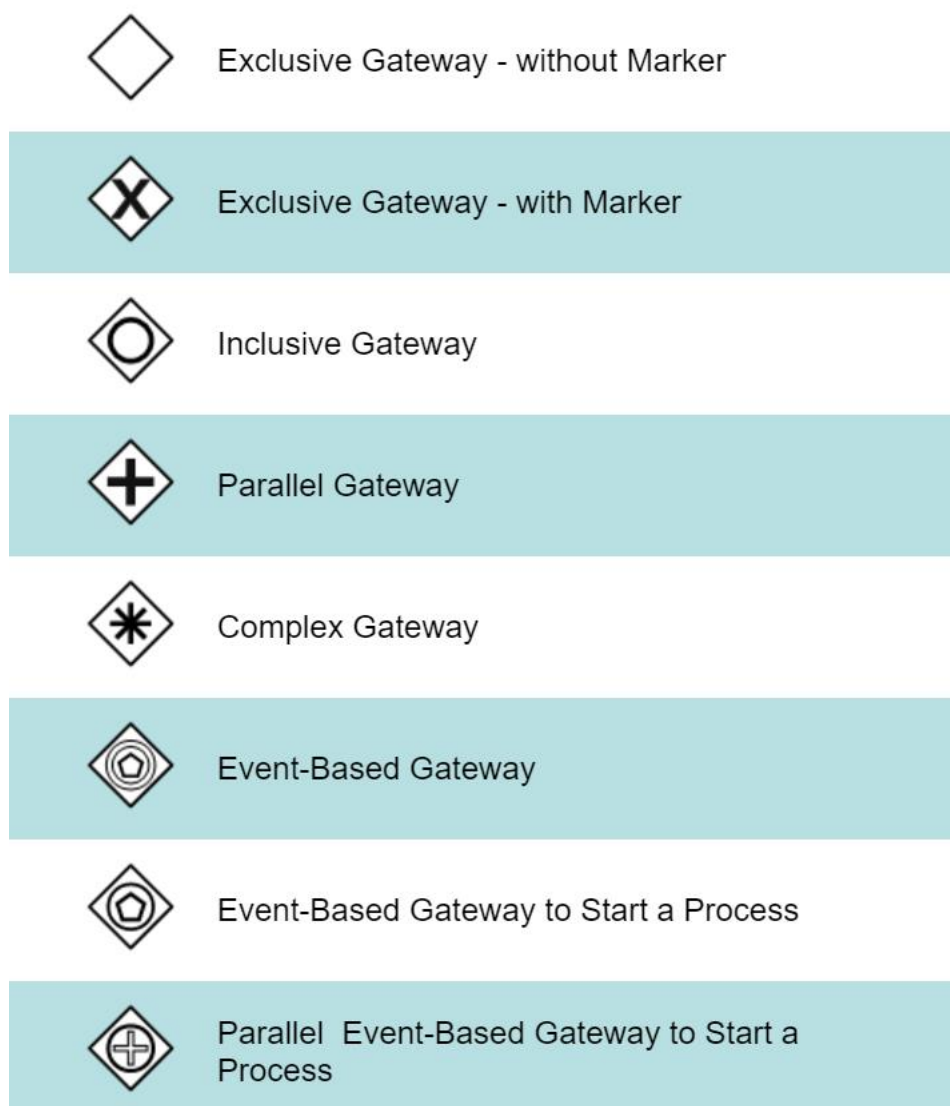 Exclusive Gateway - without Marker
X
Exclusive Gateway - with Marker
Inclusive Gateway
Parallel Gateway
Complex Gateway
Event-Based Gateway
Event-Based Gateway to Start a Process
Parallel  Event-Based Gateway to Start a
Process